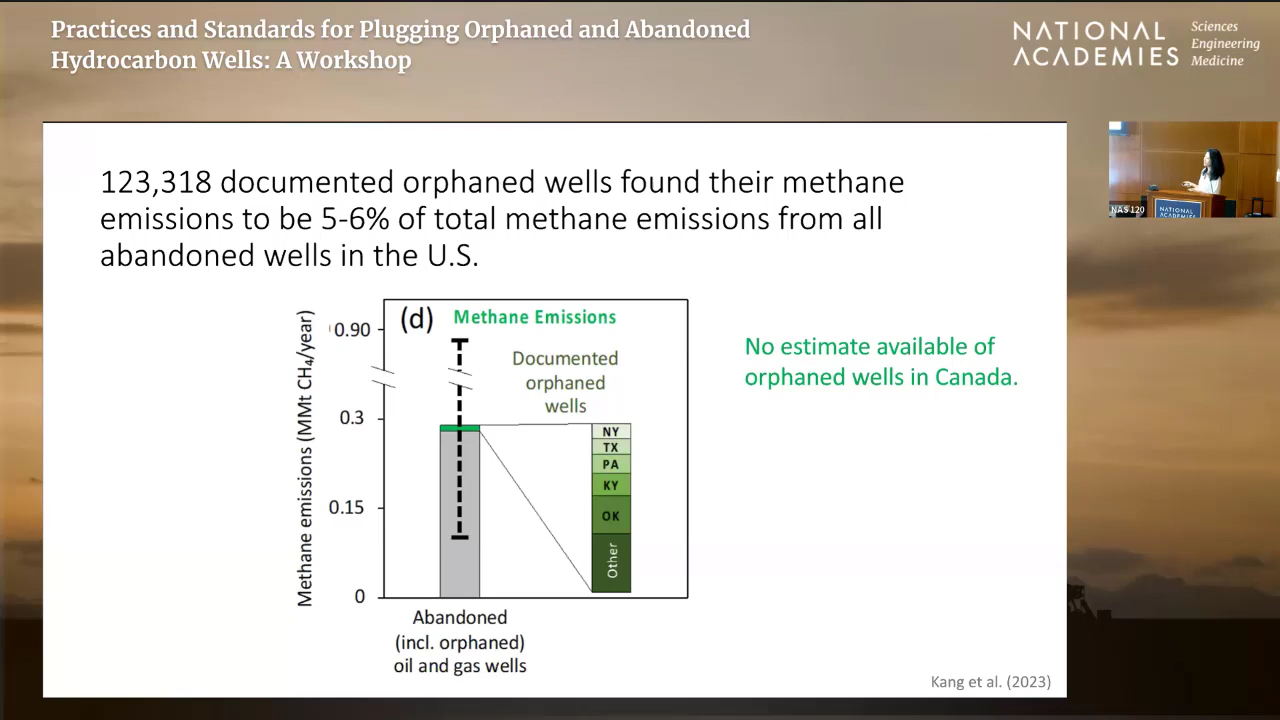 Practices and Standards for Plugging Orphaned and Abandoned
Hydrocarbon Wells: A Workshop
NATIONAL
ACADEMIES
Sciences
Engineering
Medicine
NAS 120
NATIONAL
ACADEMIES
123,318 documented orphaned wells found their methane
emissions to be 5-6% of total methane emissions from all
abandoned wells in the U.S.
Methane emissions (MMt CH₄/year)
0.90
0.3
0.15
0
(d)
Methane Emissions
Documented
orphaned
wells
NY
TX
PA
KY
OK
Other
Abandoned
(incl. orphaned)
oil and gas wells
No estimate available of
orphaned wells in Canada.
Kang et al. (2023)